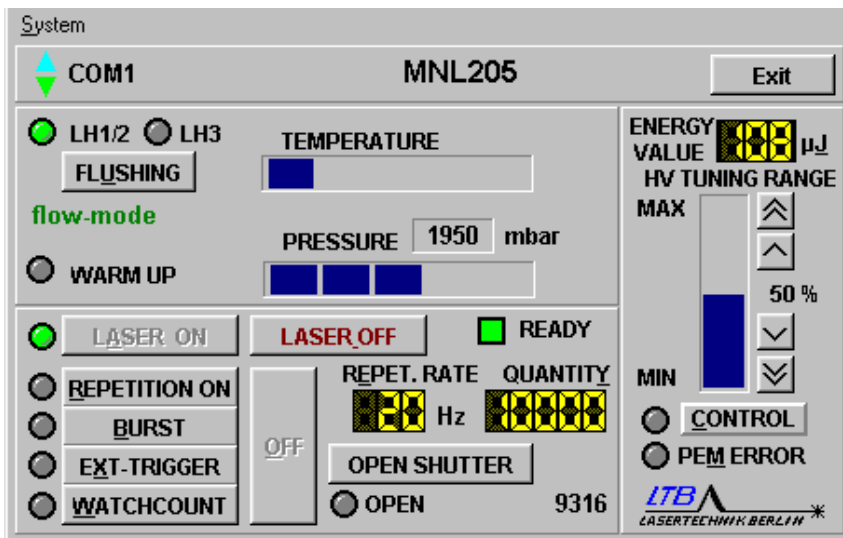 System
COM1 MNL205 Exit
LH1/2 LH3
FLUSHING
flow-mode
WARM UP
TEMPERATURE
PRESSURE 1950 mbar
ENERGY
VALUE µJ
HV TUNING RANGE
MAX
50 %
MIN
CONTROL
PEM ERROR
LASER ON LASER OFF READY
REPETITION ON
BURST
EXT-TRIGGER
WATCHCOUNT
OFF
REPET. RATE QUANTITY
20 Hz
OPEN SHUTTER
OPEN 9316
LTB
LASERTECHNIK BERLIN